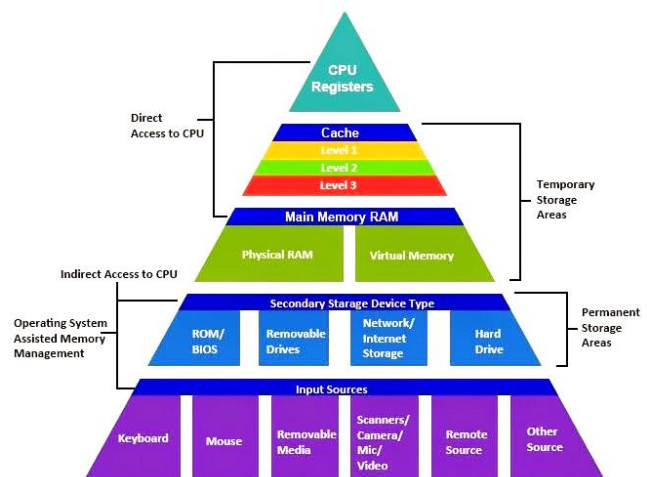 CPU
Registers
Direct
Access to CPU
Cache
Level 1
Level 2
Level 3
Temporary
Storage
Areas
Main Memory RAM
Physical RAM
Virtual Memory
Indirect Access to CPU
Secondary Starage Device Type
Operating System
Assisted Memory
Management
ROM/
BIOS
Removable
Drives
Network/
Internet
Storage
Hard
Drive
Permanent
Storage
Areas
Input Sources
Keyboard
Mouse
Removable
Media
Scanners/
Camera/
Mic/
Video
Remote
Source
Other
Source